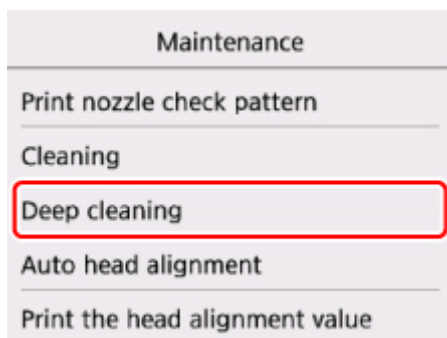 Maintenance
Print nozzle check pattern
Cleaning
Deep cleaning
Auto head alignment
Print the head alignment value